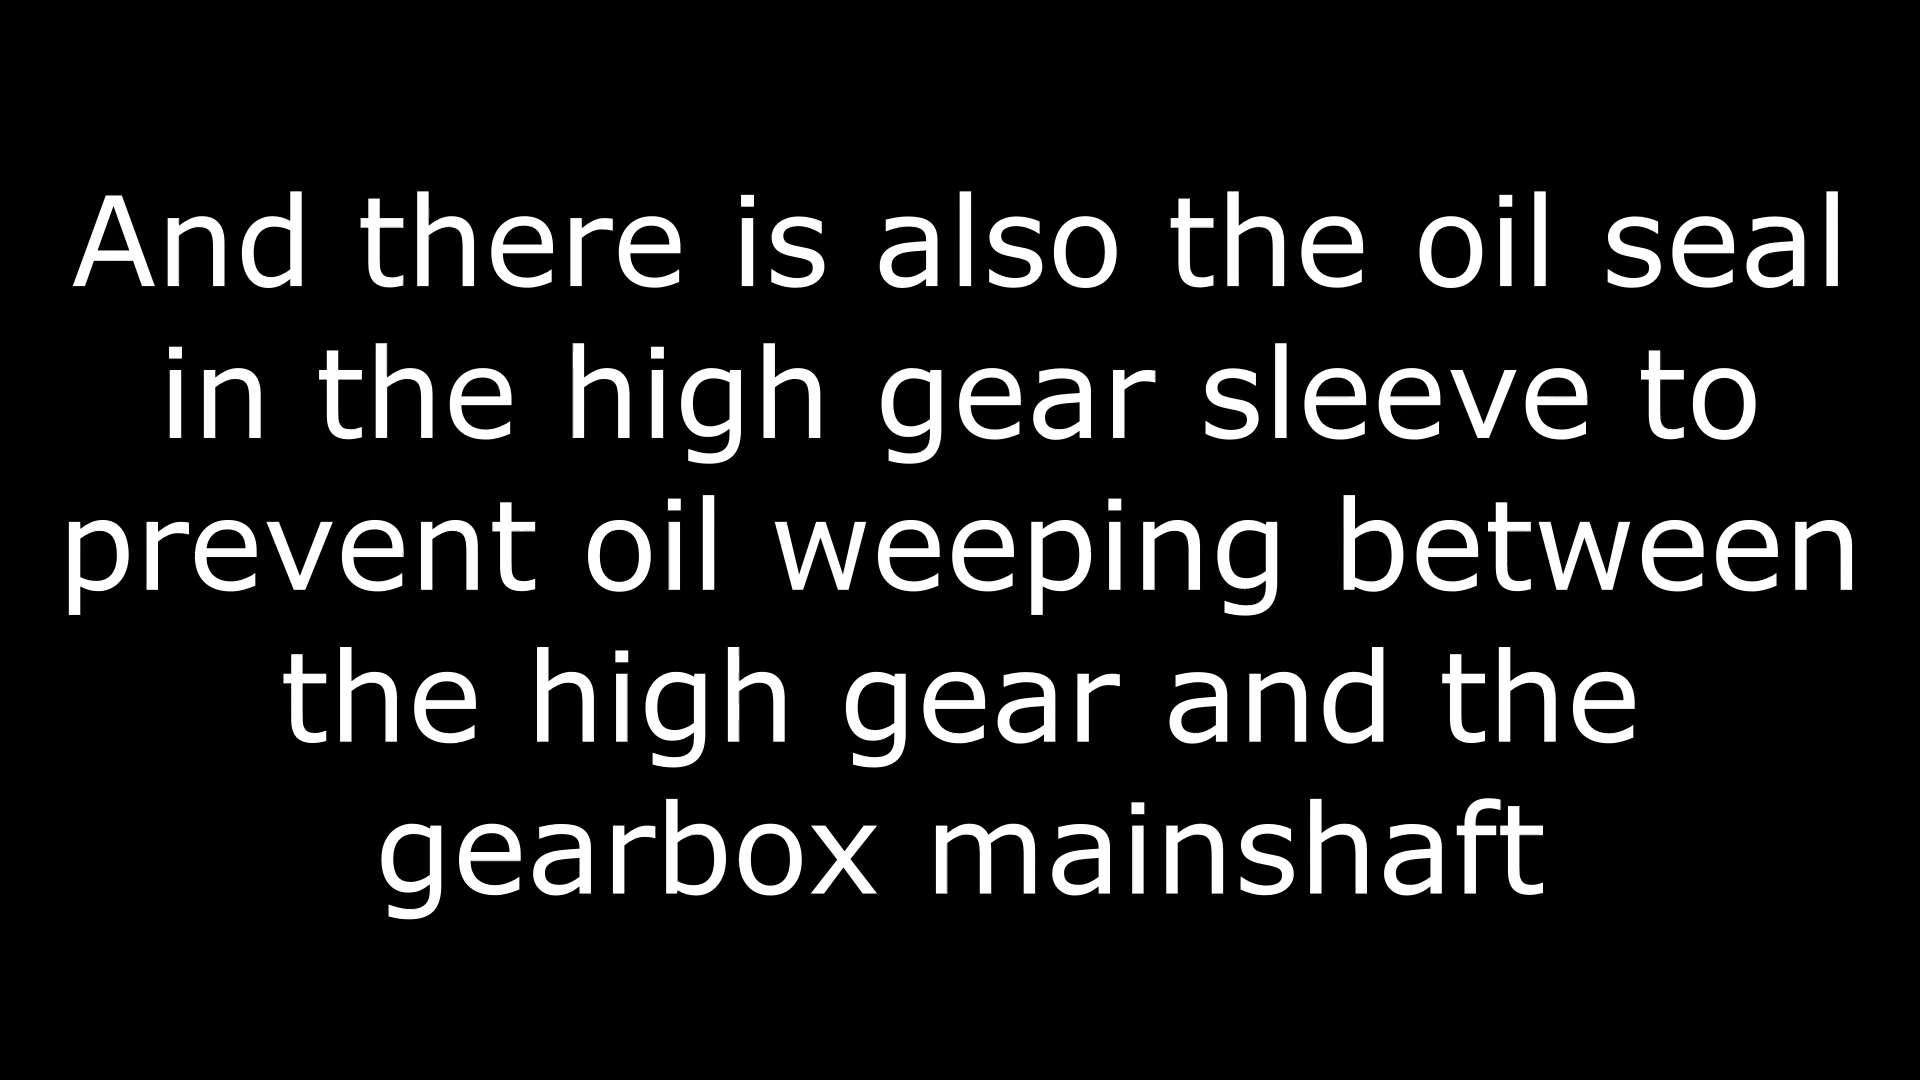 And there is also the oil seal
in the high gear sleeve to
prevent oil weeping between
the high gear and the
gearbox mainshaft